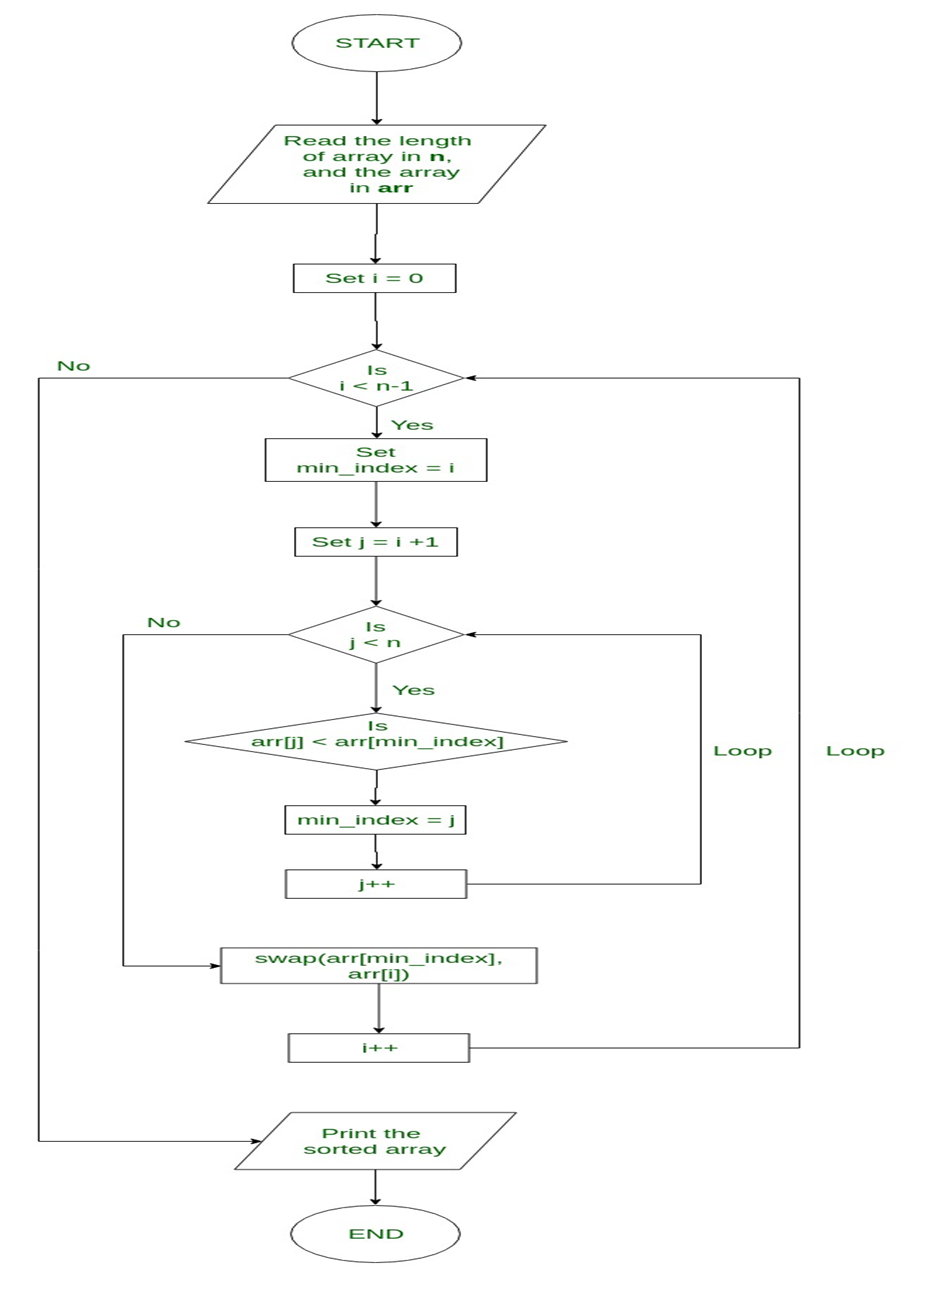 START
Read the length
of array in n,
and the array
in arr
Set i = 0
No
Is
i < n-1
Yes
Set
min_index = i
Set j = i +1
No
Is
j < n
Yes
Is
arr[j] < arr[min_index]
Loop
Loop
min_index = j
j++
swap(arr[min_index],
arr[i])
i++
Print the
sorted array
END